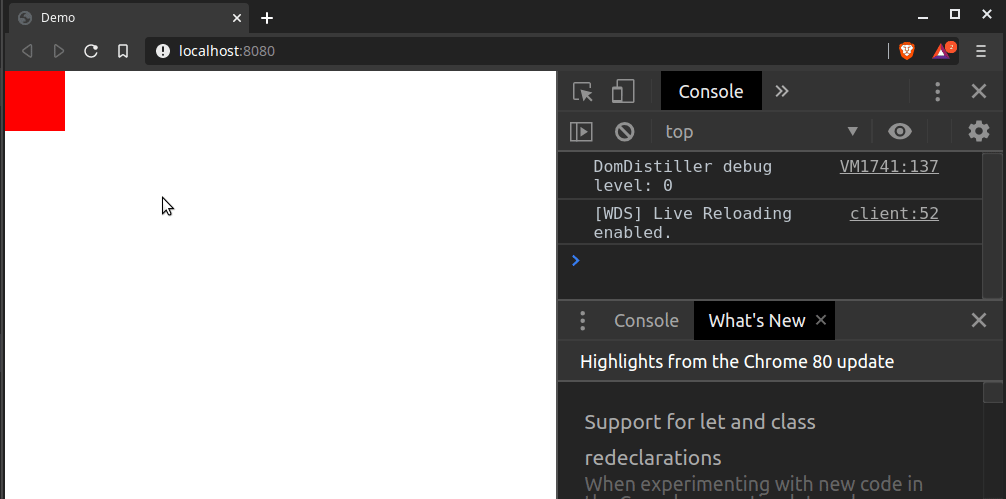 Demo
localhost:8080
2
Console
top
DomDistiller debug VM1741:137
level: 0
[WDS] Live Reloading client:52
enabled.
Console What's New
Highlights from the Chrome 80 update
Support for let and class
redeclarations
When experimenting with new code in